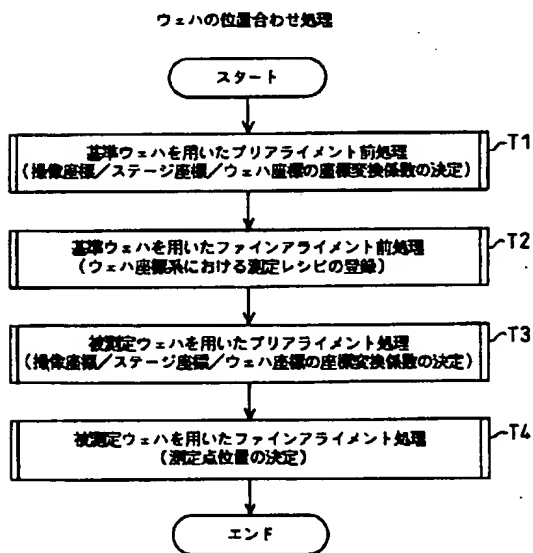 ウェハの位置合わせ処理
スタート
基準ウェハを用いたプリアライメント前処理
(撮像座標/ステージ座標/ウェハ座標の座標変換係数の決定)
T1
基準ウェハを用いたファインアライメント前処理
(ウェハ座標系における測定レシピの登録)
T2
被測定ウェハを用いたプリアライメント処理
(撮像座標/ステージ座標/ウェハ座標の座標変換係数の決定)
T3
被測定ウェハを用いたファインアライメント処理
(測定点位置の決定)
T4
エンド